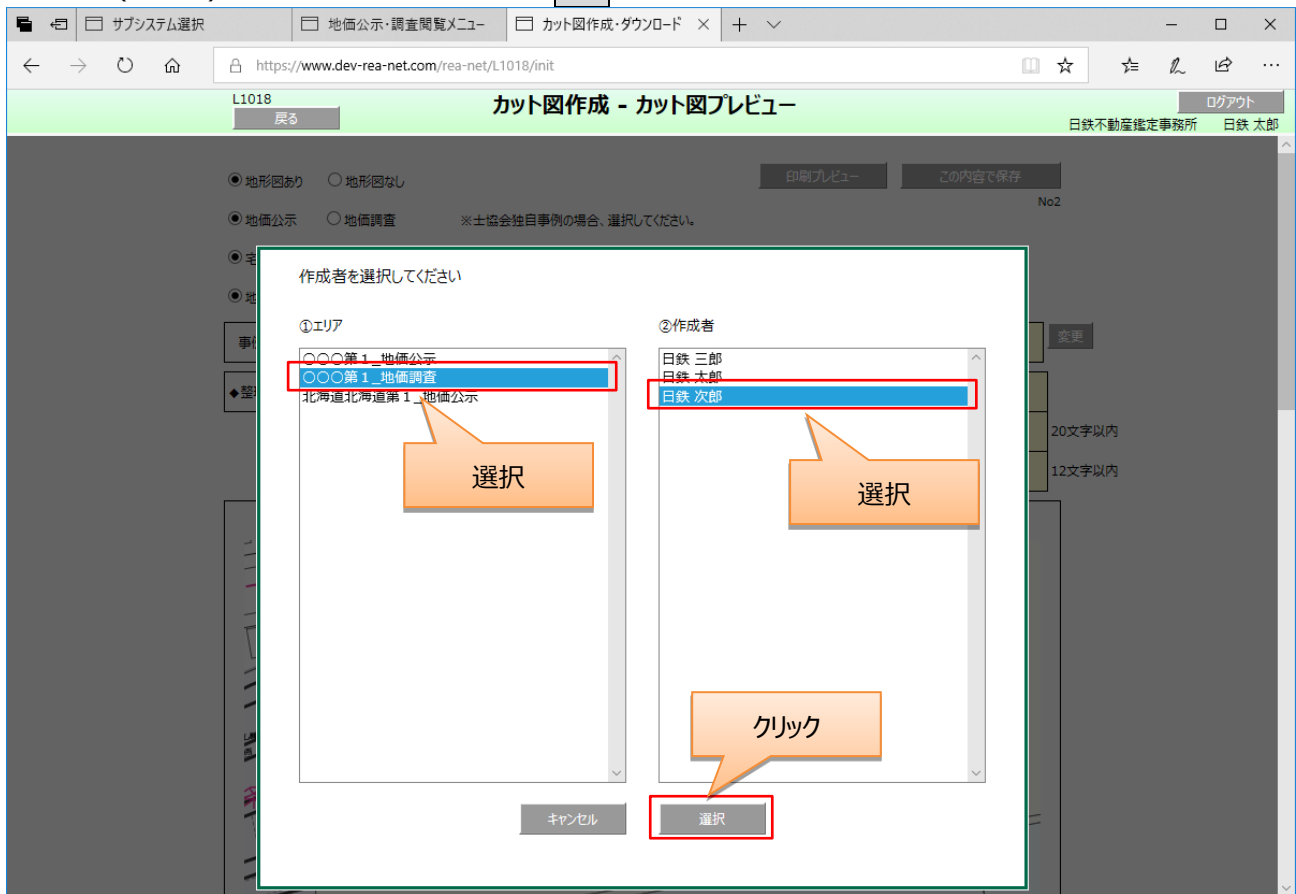 サブシステム選択
地価公示・調査閲覧メニュー
カット図作成・ダウンロード
https://www.dev-rea-net.com/rea-net/L1018/init
L1018
戻る
カット図作成 - カット図プレビュー
ログアウト
日鉄不動産鑑定事務所 日鉄 太郎
地形図あり 地形図なし
印刷プレビュー
この内容で保存
No2
地価公示 地価調査 ※士協会独自事例の場合、選択してください。
宅
地
作成者を選択してください
①エリア
②作成者
変更
○○○第1_地価公示
○○○第1_地価調査
北海道北海道第1_地価公示
日鉄 三郎
日鉄 太郎
日鉄 次郎
◆整
20文字以内
12文字以内
選択
選択
クリック
キャンセル
選択